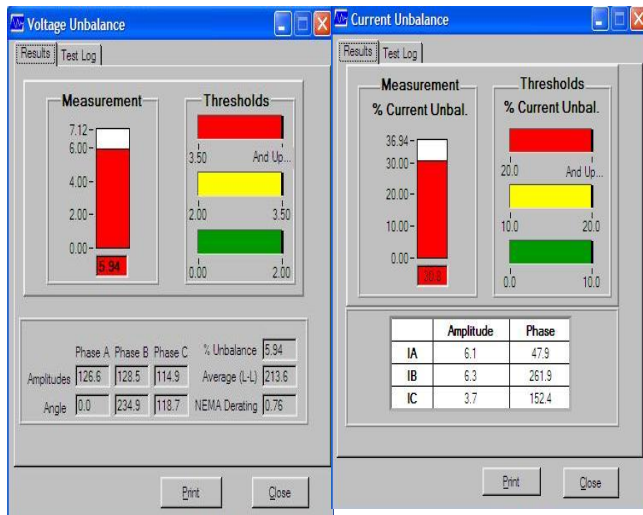 Voltage Unbalance
Results Test Log
Measurement
7.12
6.00
4.00
2.00
0.00
5.94
Thresholds
3.50 And Up...
2.00 3.50
0.00 2.00
Phase A Phase B Phase C
Amplitudes 126.6 128.5 114.9
Angle 0.0 234.9 118.7
% Unbalance 5.94
Average (L-L) 213.6
NEMA Derating 0.76
Print Close
Current Unbalance
Results Test Log
Measurement
% Current Unbal.
36.94
30.00
20.00
10.00
0.00
30.8
Thresholds
% Current Unbal.
20.0 And Up...
10.0 20.0
0.0 10.0
Amplitude Phase
IA 6.1 47.9
IB 6.3 261.9
IC 3.7 152.4
Print Close